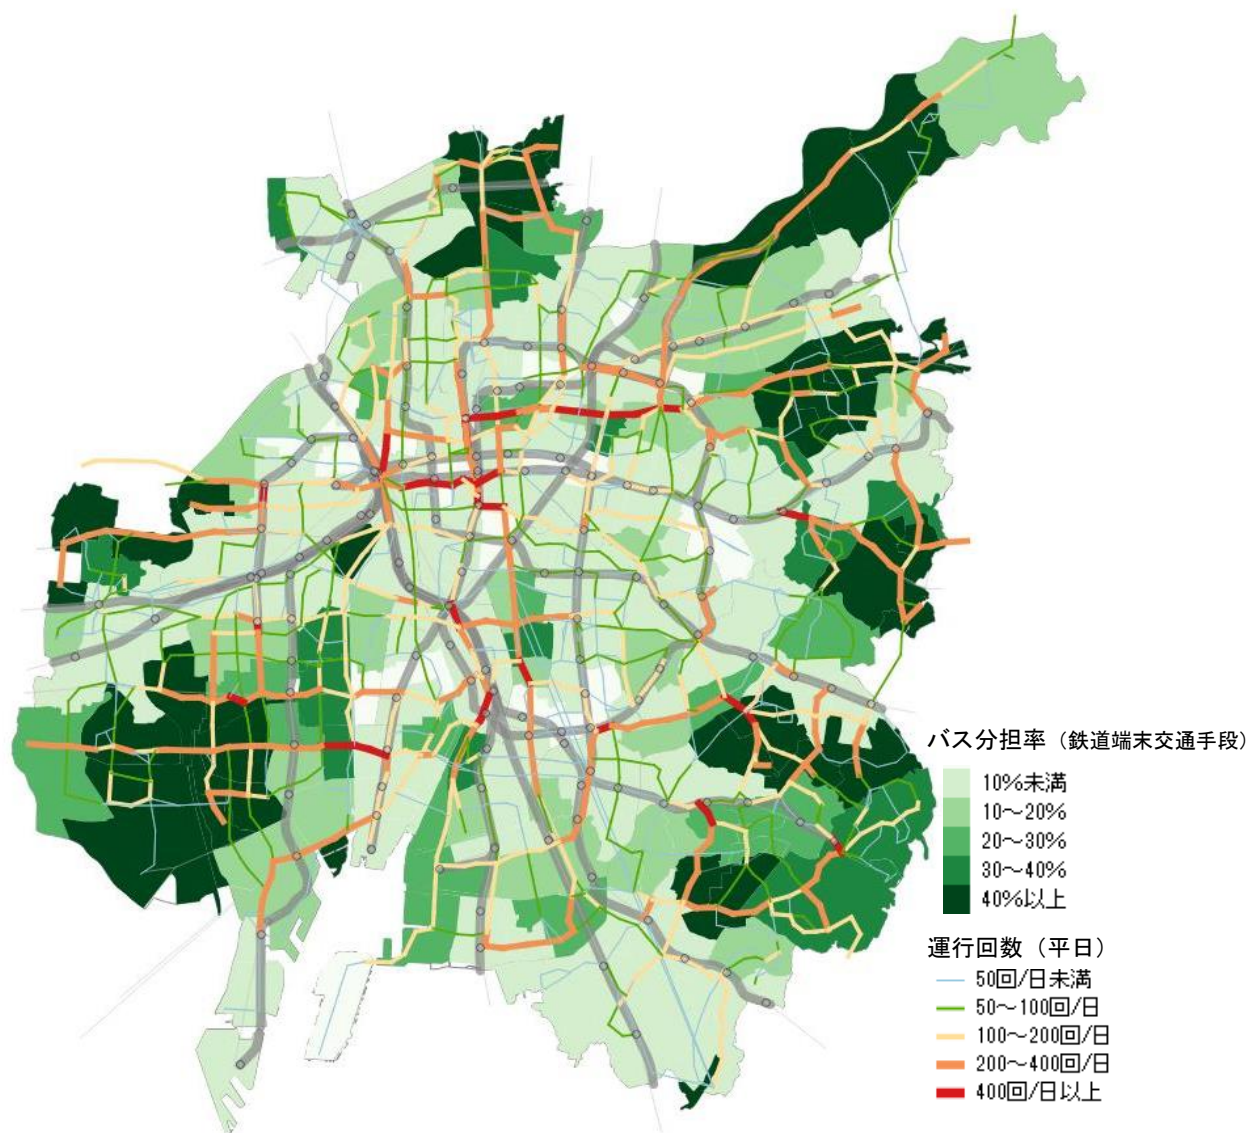 バス分担率（鉄道端末交通手段）
10%未満
10～20%
20～30%
30～40%
40%以上
運行回数（平日）
50回/日未満
50～100回/日
100～200回/日
200～400回/日
400回/日以上